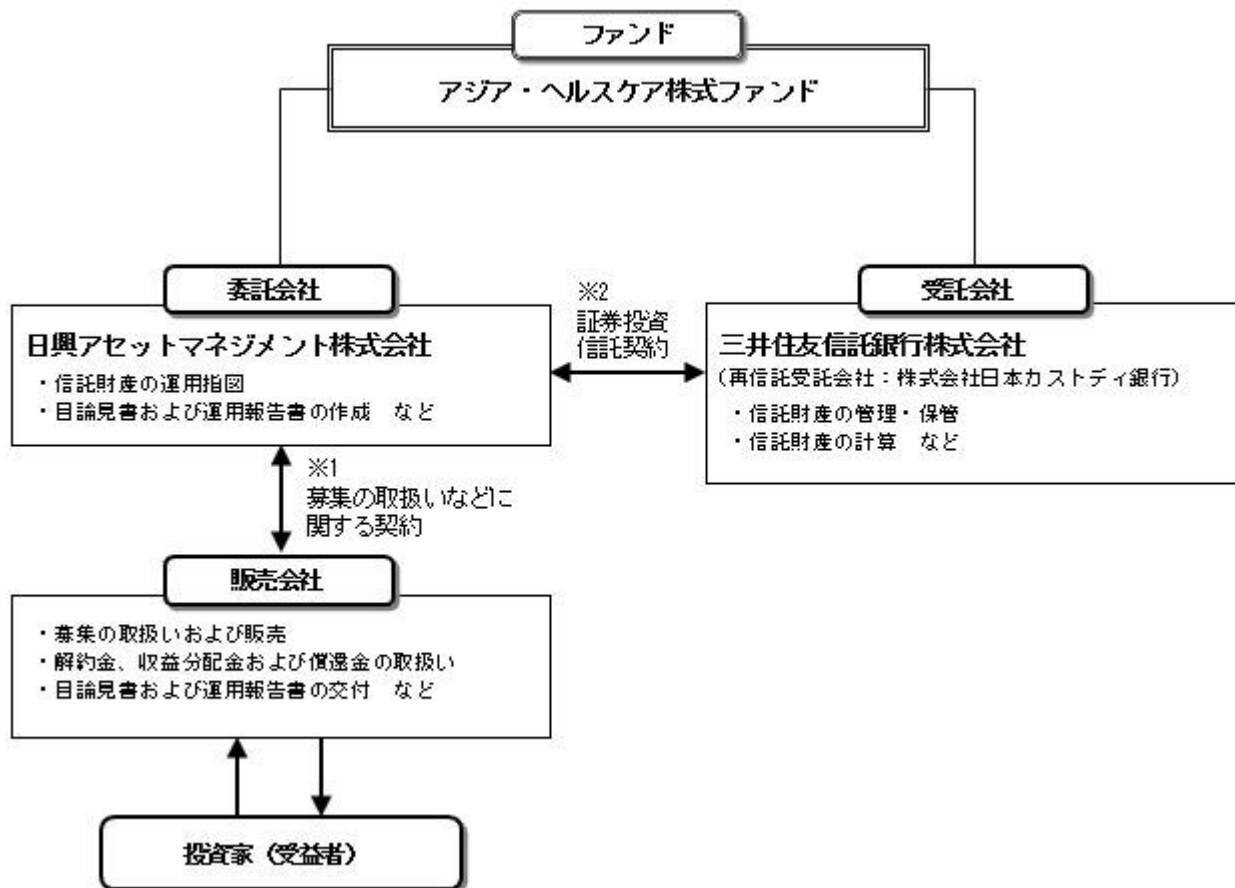 ファンド
アジア・ヘルスケア株式ファンド
委託会社
日興アセットマネジメント株式会社
・信託財産の運用指図
・目論見書および運用報告書の作成　など
※2
証券投資
信託契約
受託会社
三井住友信託銀行株式会社
(再信託受託会社：株式会社日本カストディ銀行)
・信託財産の管理・保管
・信託財産の計算　など
※1
募集の取扱いなどに
関する契約
販売会社
・募集の取扱いおよび販売
・解約金、収益分配金および償還金の取扱い
・目論見書および運用報告書の交付　など
投資家（受益者）